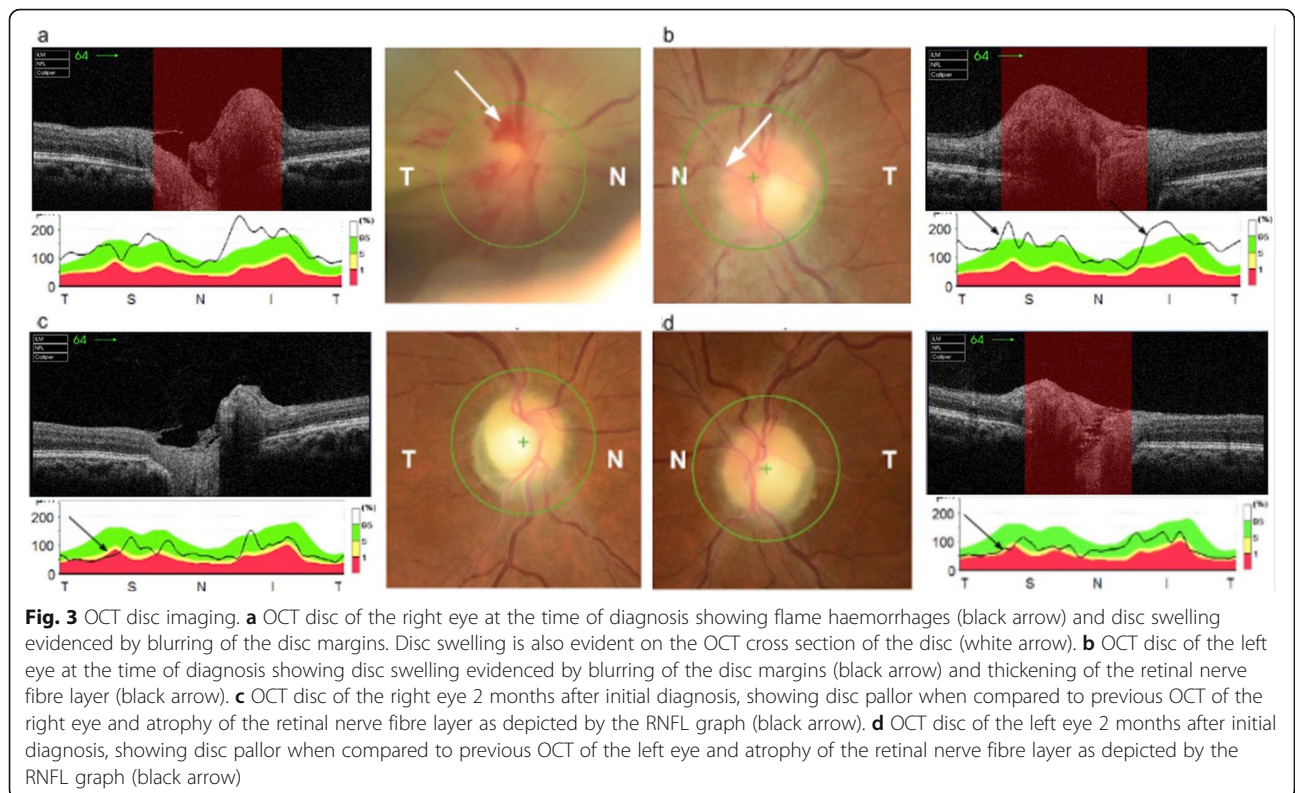 a
b
ILM
NFL
Caliper
64
T
N
N
T
ILM
NFL
Caliper
64
200
100
0
T S N I T
(%)
95
5
1
200
100
0
T S N I T
(%)
95
5
1
c
d
ILM
NFL
Caliper
64
T
N
N
T
ILM
NFL
Caliper
64
200
100
0
T S N I T
(%)
95
5
1
200
100
0
T S N I T
(%)
95
5
1
Fig. 3 OCT disc imaging. a OCT disc of the right eye at the time of diagnosis showing flame haemorrhages (black arrow) and disc swelling
evidenced by blurring of the disc margins. Disc swelling is also evident on the OCT cross section of the disc (white arrow). b OCT disc of the left
eye at the time of diagnosis showing disc swelling evidenced by blurring of the disc margins (black arrow) and thickening of the retinal nerve
fibre layer (black arrow). c OCT disc of the right eye 2 months after initial diagnosis, showing disc pallor when compared to previous OCT of the
right eye and atrophy of the retinal nerve fibre layer as depicted by the RNFL graph (black arrow). d OCT disc of the left eye 2 months after initial
diagnosis, showing disc pallor when compared to previous OCT of the left eye and atrophy of the retinal nerve fibre layer as depicted by the
RNFL graph (black arrow)